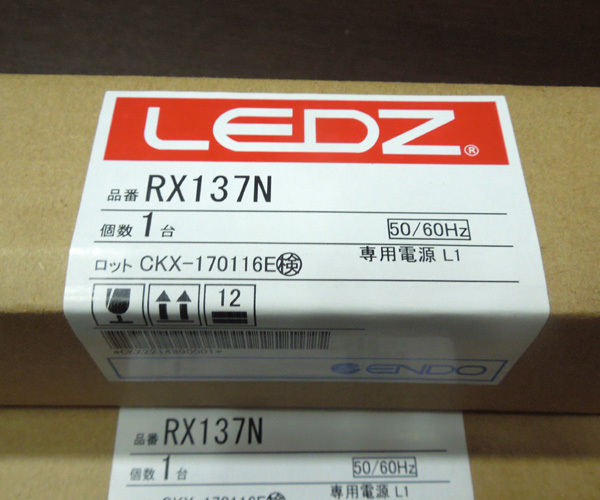 LEDZ®
品番 RX137N
個数 1台 50/60Hz
ロット CKX-170116E検 専用電源 L1
12
ENDO
品番 RX137N
個数 1台 50/60Hz
CKX-170116E 専用電源 L1